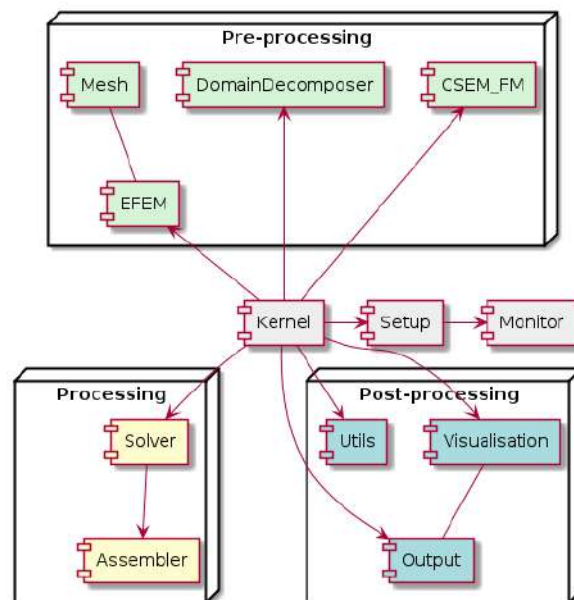 Pre-processing
Mesh
DomainDecomposer
CSEM_FM
EFEM
Kernel
Setup
Monitor
Processing
Post-processing
Solver
Utils
Visualisation
Assembler
Output